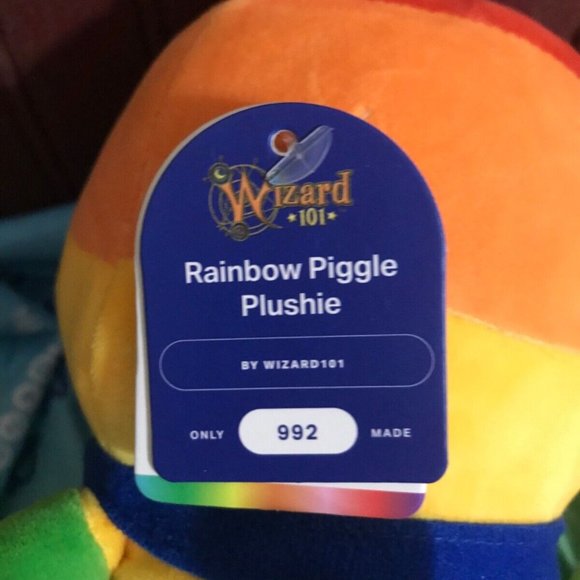 Wizard
101
Rainbow Piggle
Plushie
BY WIZARD101
ONLY 992 MADE